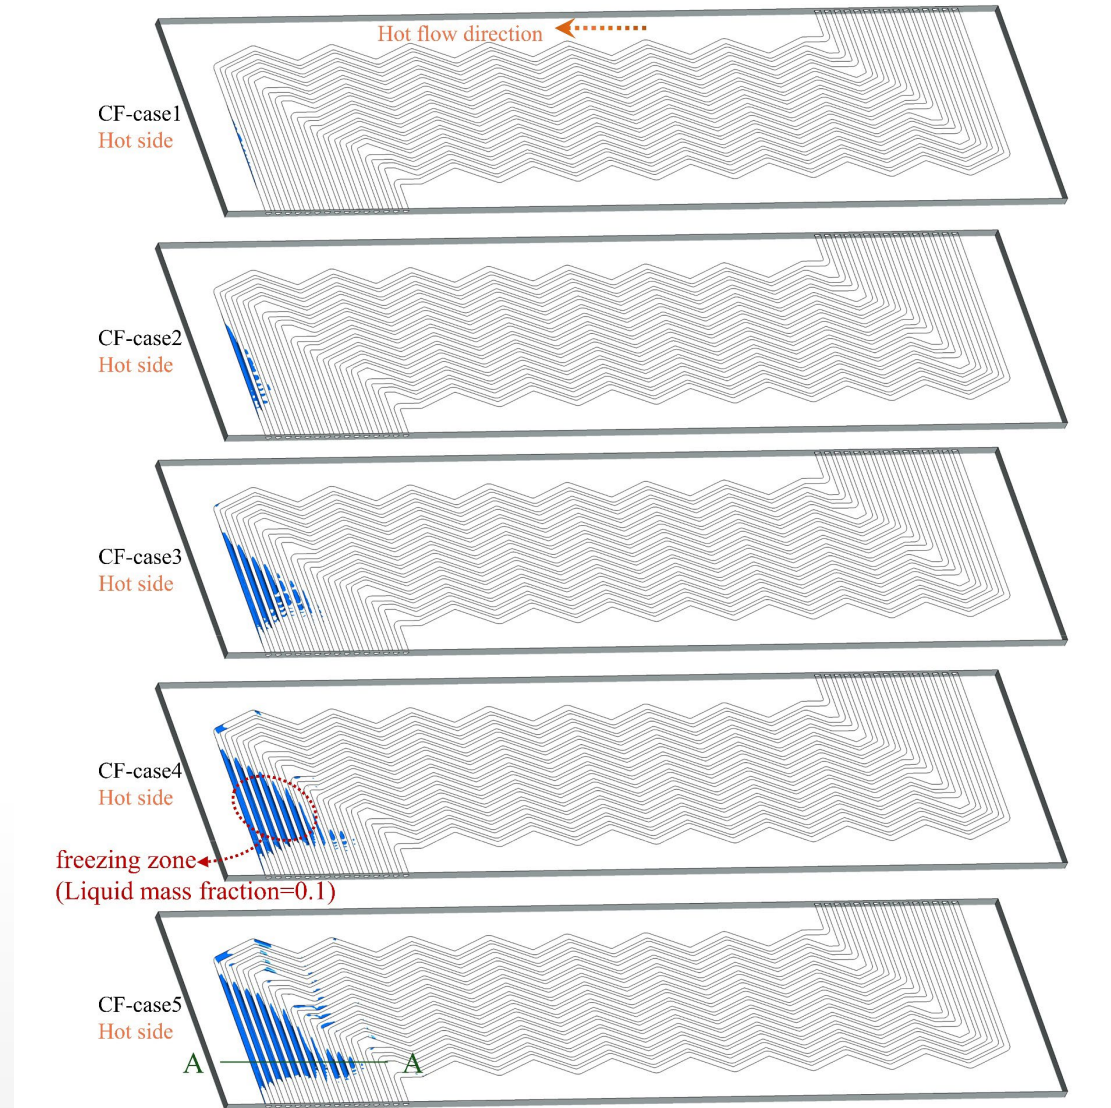 Hot flow direction
CF-case1
Hot side
CF-case2
Hot side
CF-case3
Hot side
CF-case4
Hot side
freezing zone
(Liquid mass fraction=0.1)
CF-case5
Hot side
A A